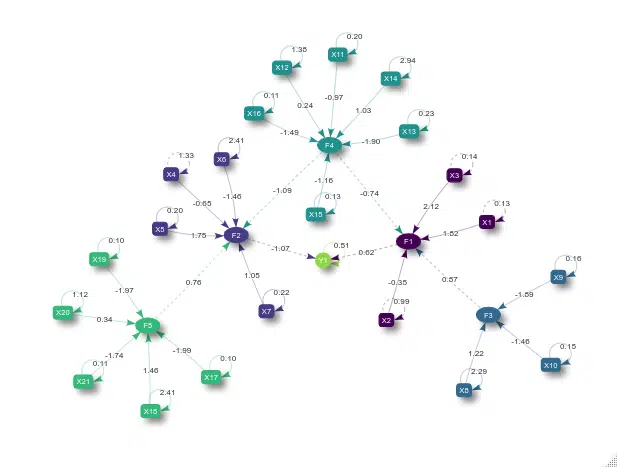 0.20
X11
1.38
X12
2.94
X14
0.11
X16
0.24
-0.97
1.03
0.23
X13
-1.49
-1.90
F4
2.41
X6
1.33
X4
0.14
X3
-1.16
-1.09
-0.74
0.13
X15
-0.65
-1.46
2.12
0.13
X1
0.20
X5
1.75
F2
1.52
F1
0.10
X19
-1.07
0.51
Y1
0.62
0.16
X9
-1.97
0.76
1.05
0.87
-1.59
1.12
X20
0.22
X7
-0.35
0.99
X2
F3
0.34
F5
-1.74
-1.99
1.46
0.11
X21
0.10
X17
1.22
-1.46
0.15
X10
2.29
X8
2.41
X18